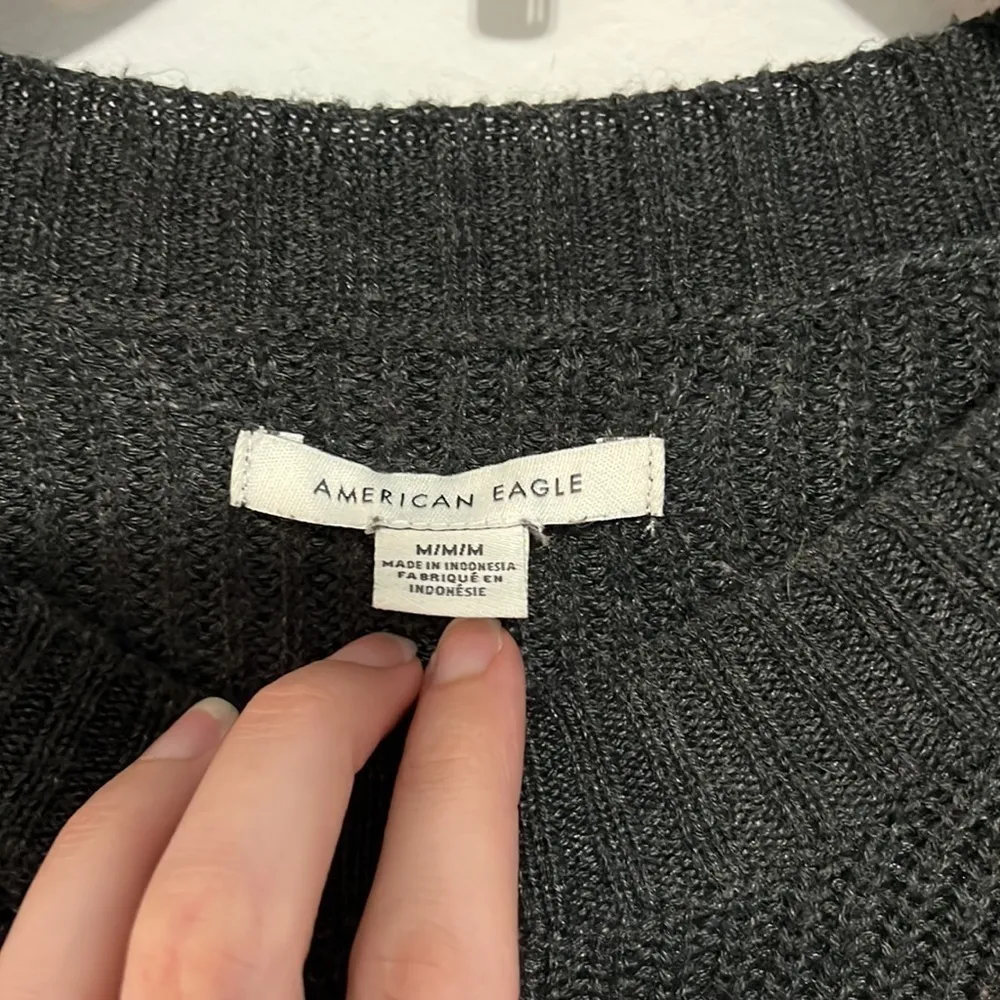 AMERICAN EAGLE
M/M/M
MADE IN INDONESIA
FABRIQUÉ EN
INDONÉSIE